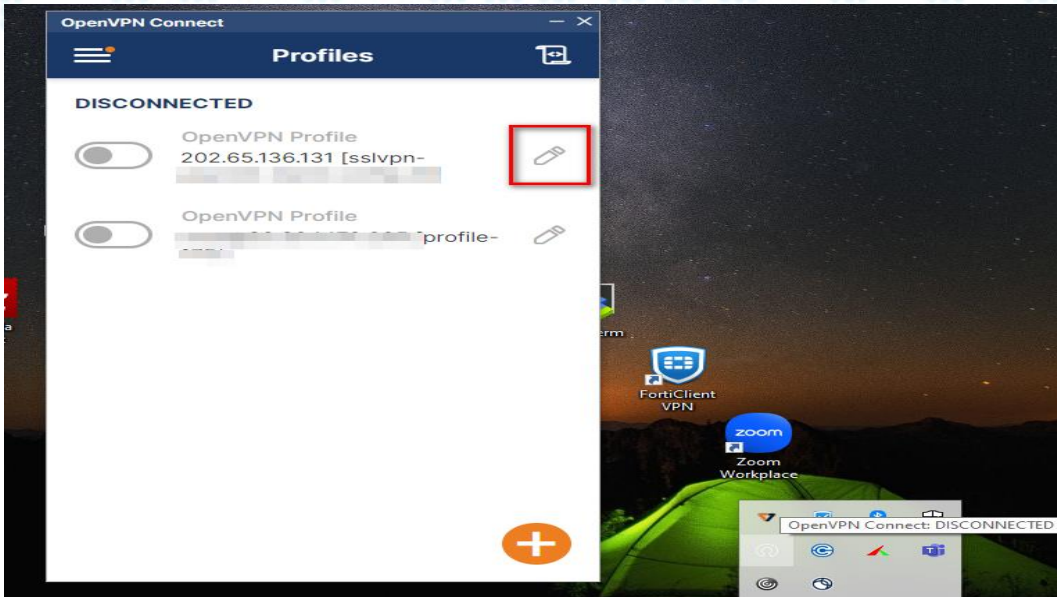 OpenVPN Connect
Profiles
DISCONNECTED
OpenVPN Profile
202.65.136.131 [sslvpn-
OpenVPN Profile
[profile-
a
erm
FortiClient
VPN
zoom
Zoom
Workplace
OpenVPN Connect: DISCONNECTED